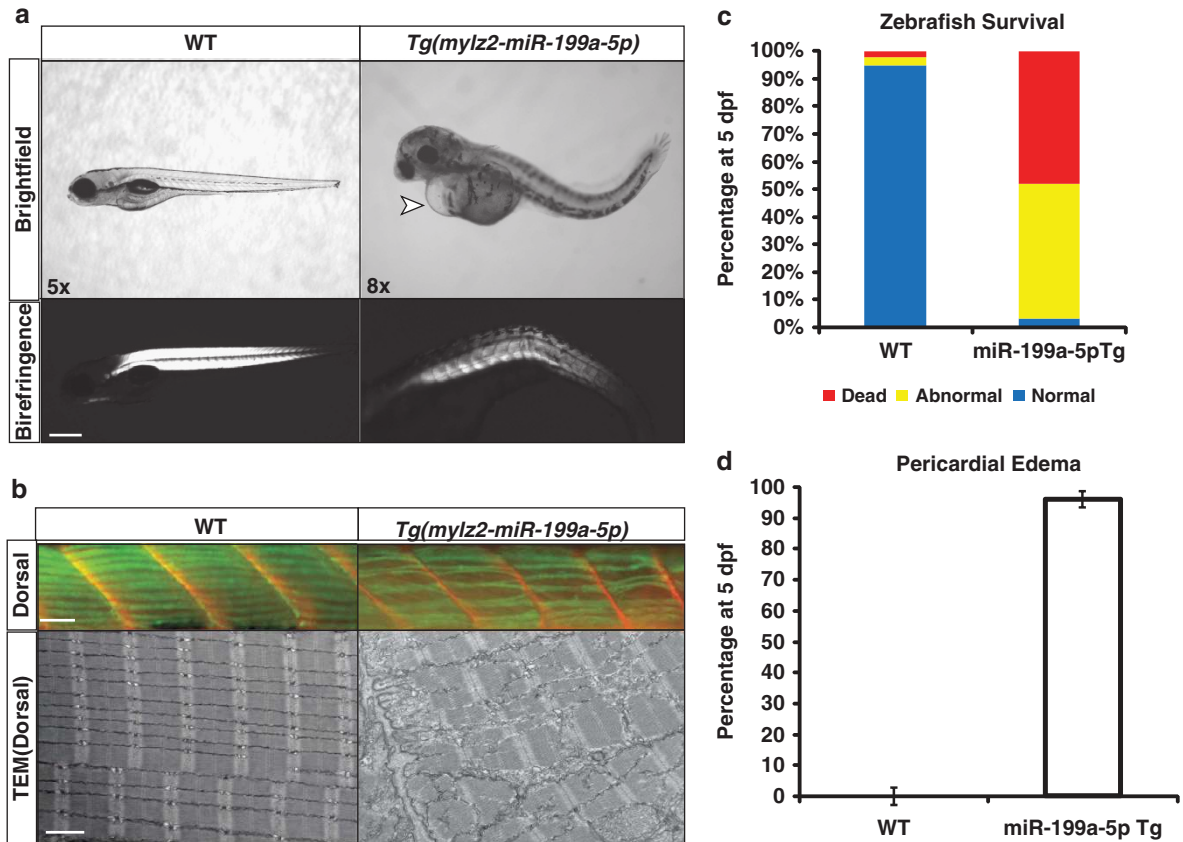 a
WT
Tg(mylz2-miR-199a-5p)
Brightfield
5x
8x
Birefringence
b
WT
Tg(mylz2-miR-199a-5p)
Dorsal
TEM(Dorsal)
c
Zebrafish Survival
Percentage at 5 dpf
100%
90%
80%
70%
60%
50%
40%
30%
20%
10%
0%
WT
miR-199a-5pTg
Dead
Abnormal
Normal
d
Pericardial Edema
Percentage at 5 dpf
100
90
80
70
60
50
40
30
20
10
0
WT
miR-199a-5p Tg